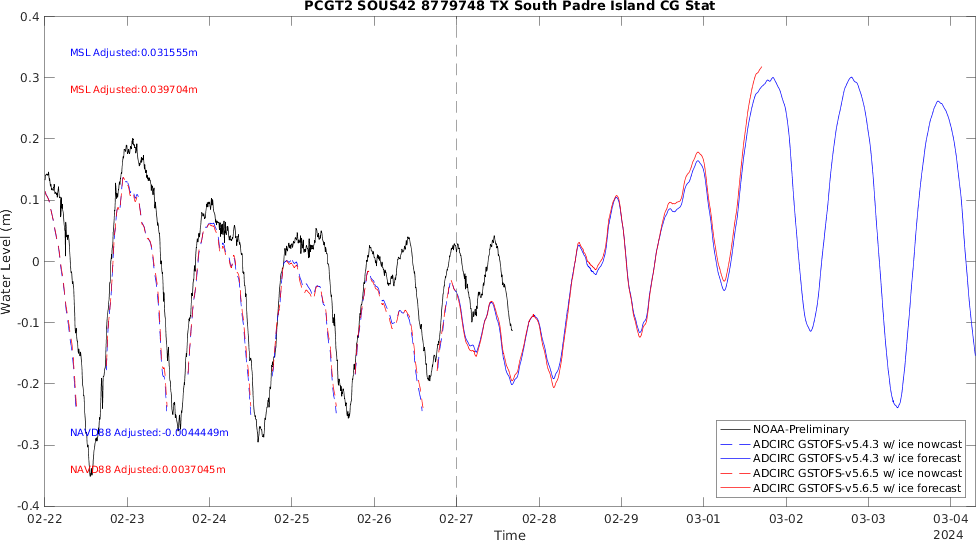 PCGT2 SOUS42 8779748 TX South Padre Island CG Stat
0.4
0.3
0.2
0.1
0
-0.1
-0.2
-0.3
-0.4
Water Level (m)
MSL Adjusted:0.031555m
MSL Adjusted:0.039704m
NAVD88 Adjusted:-0.0044449m
NAVD88 Adjusted:0.0037045m
NOAA-Preliminary
ADCIRC GSTOFS-v5.4.3 w/ ice nowcast
ADCIRC GSTOFS-v5.4.3 w/ ice forecast
ADCIRC GSTOFS-v5.6.5 w/ ice nowcast
ADCIRC GSTOFS-v5.6.5 w/ ice forecast
02-22 02-23 02-24 02-25 02-26 02-27 02-28 02-29 03-01 03-02 03-03 03-04
Time
2024